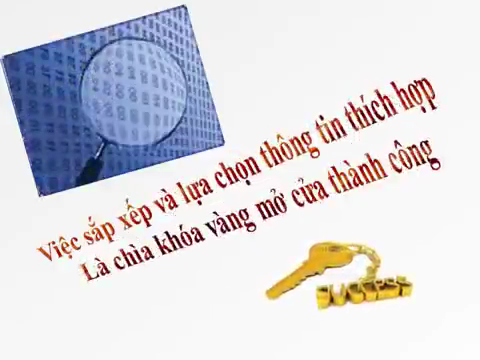 Việc sắp xếp và lựa chọn thông tin thích hợp
Là chìa khóa vàng mở cửa thành công
SUCCESS